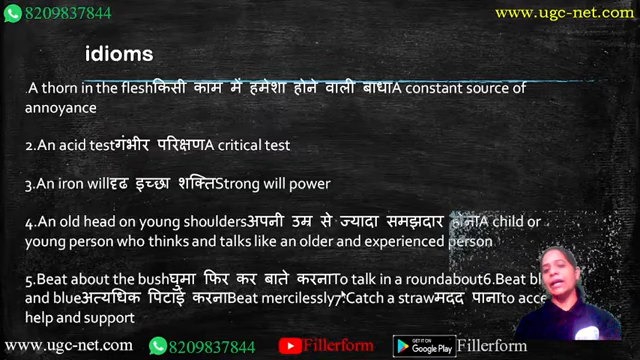 8209837844
www.ugc-net.com
idioms
.A thorn in the fleshकिसी काम में हमेशा होने वाली बाधाA constant source of
annoyance
2.An acid testगंभीर परिक्षणA critical test
3.An iron willदृढ इच्छा शक्तिStrong will power
4.An old head on young shouldersअपनी उम्र से ज्यादा समझदार होनाA child or
young person who thinks and talks like an older and experienced person
5.Beat about the bushघुमा फिर कर बाते करनाTo talk in a roundabout6.Beat
and blueअत्यधिक पिटाई करनाBeat mercilessly7.Catch a strawमदद पानाto
help and support
www.ugc-net.com
8209837844
Fillerform
GET IT ON
Google Play
Fillerform